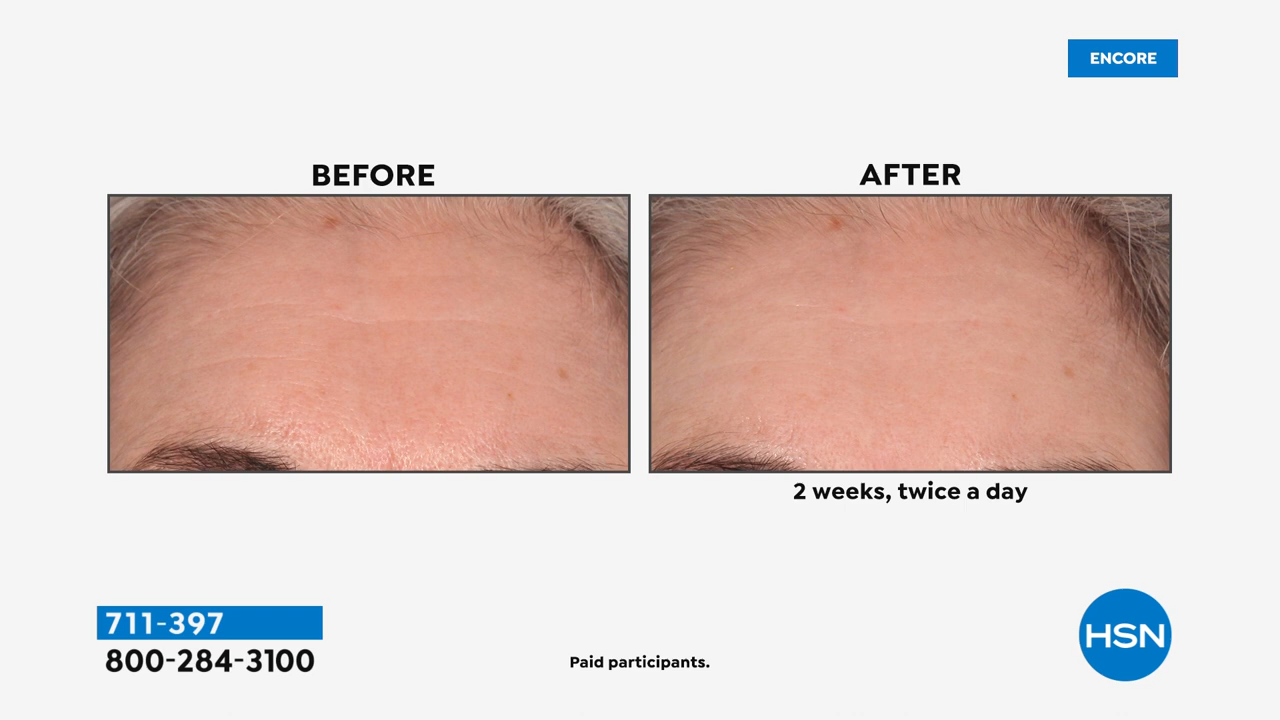 ENCORE
BEFORE
AFTER
2 weeks, twice a day
711-397
800-284-3100
Paid participants.
HSN